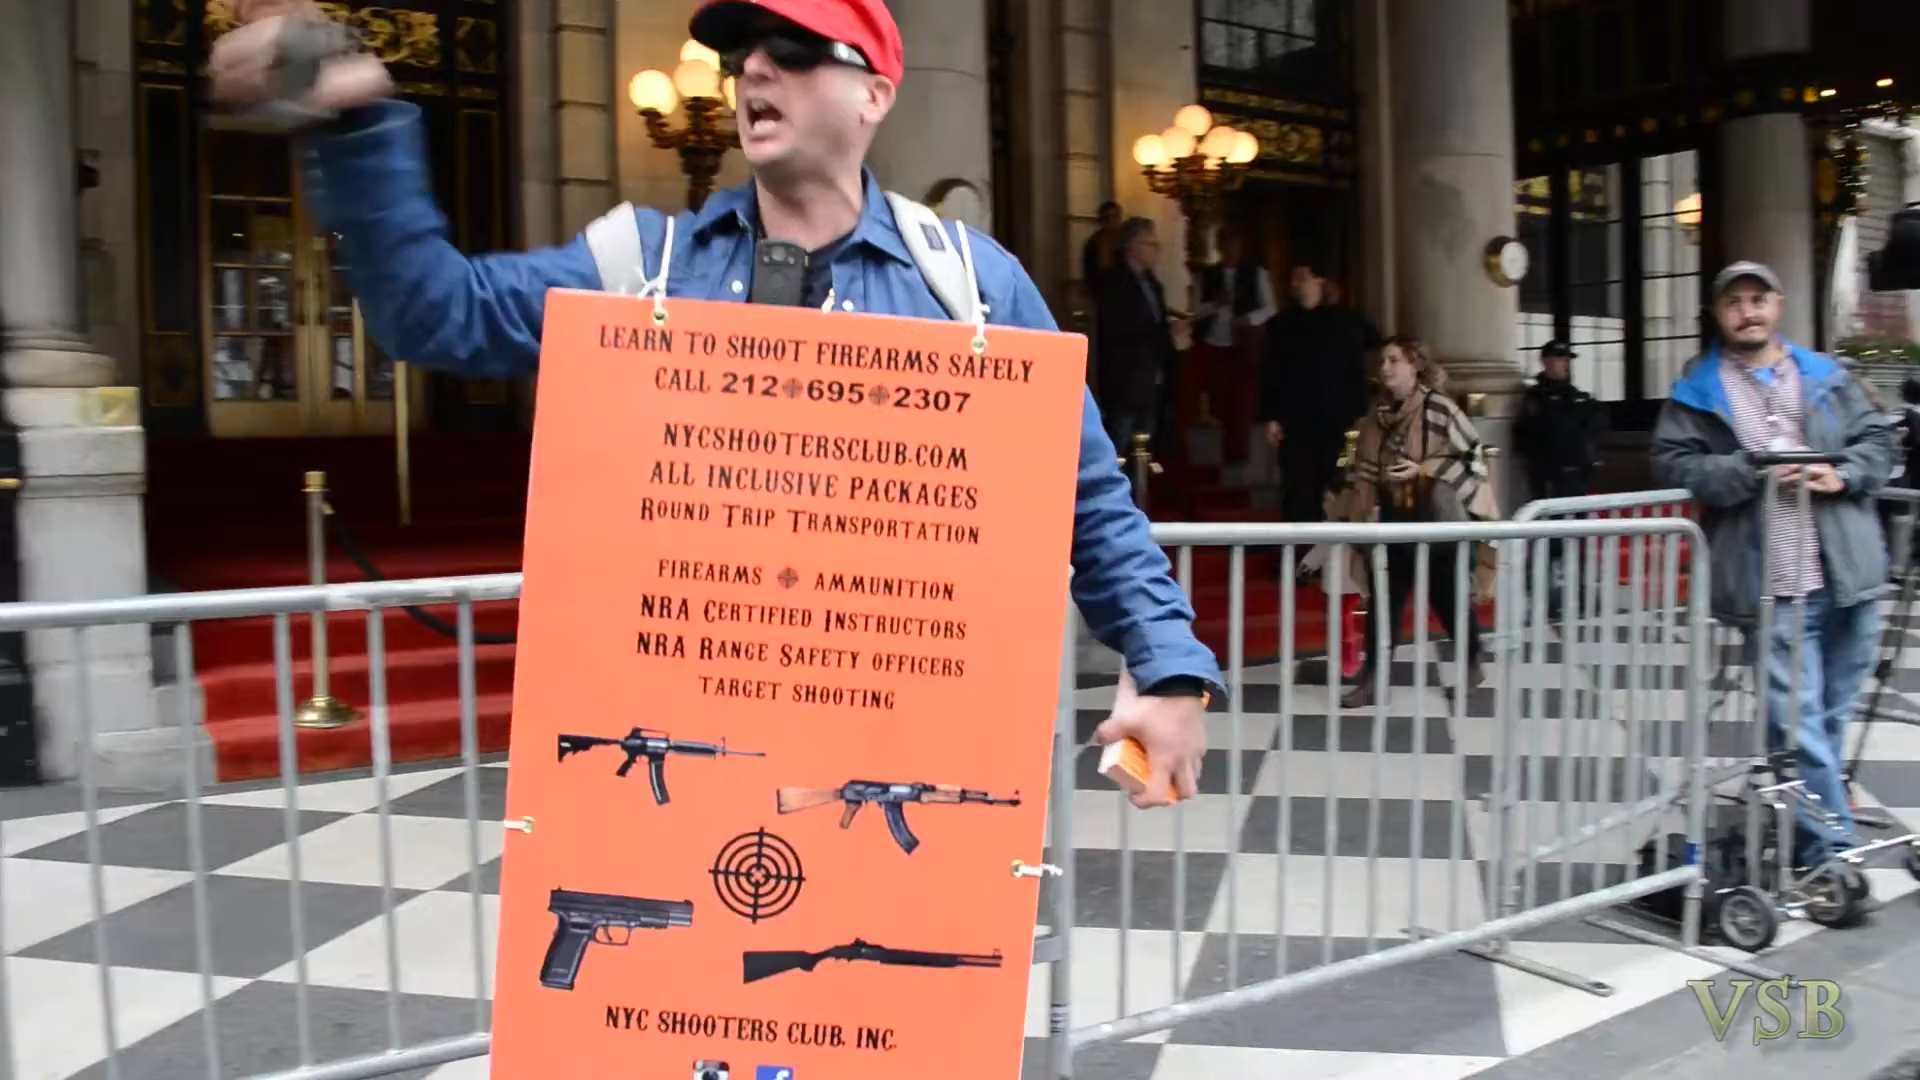 LEARN TO SHOOT FIREARMS SAFELY
CALL 212 695 2307
NYCSHOOTERSCLUB.COM
ALL INCLUSIVE PACKAGES
ROUND TRIP TRANSPORTATION
FIREARMS AMMUNITION
NRA CERTIFIED INSTRUCTORS
NRA RANGE SAFETY OFFICERS
TARGET SHOOTING
NYC SHOOTERS CLUB, INC.
VSB